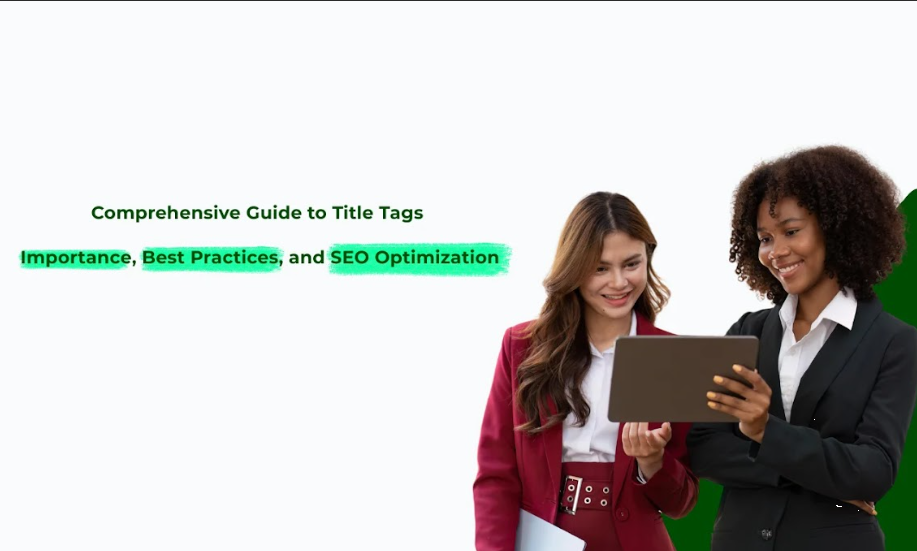 Comprehensive Guide to Title Tags
Importance, Best Practices, and SEO Optimization